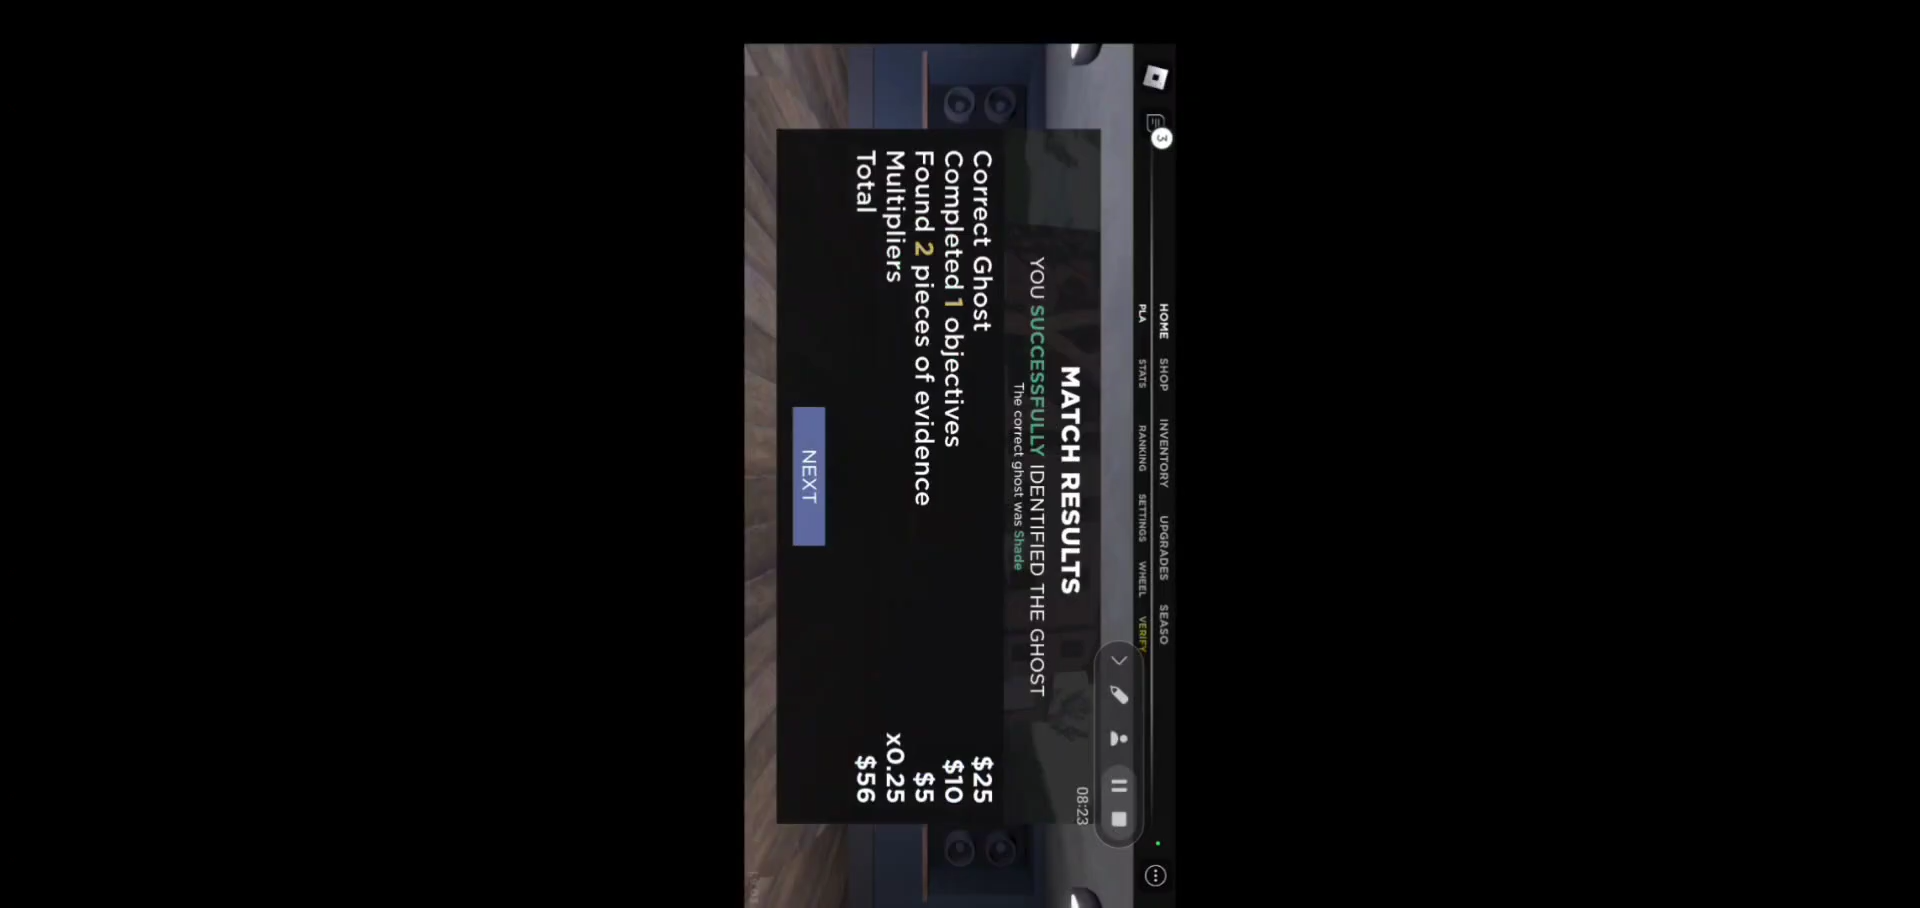 3
HOME SHOP INVENTORY UPGRADES SEASO
PLA STATS RANKING SETTINGS WHEEL VERIFY
08:23
MATCH RESULTS
YOU SUCCESSFULLY IDENTIFIED THE GHOST
The correct ghost was Shade
Correct Ghost $25
Completed 1 objectives $10
Found 2 pieces of evidence $5
Multipliers x0.25
Total $56
NEXT